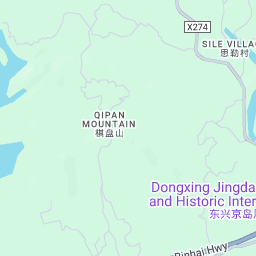 X274
SILE VILLAG
思勒村
QIPAN
MOUNTAIN
棋盘山
Dongxing Jingda
and Historic Inter
东兴京岛风
Binhai Hwy